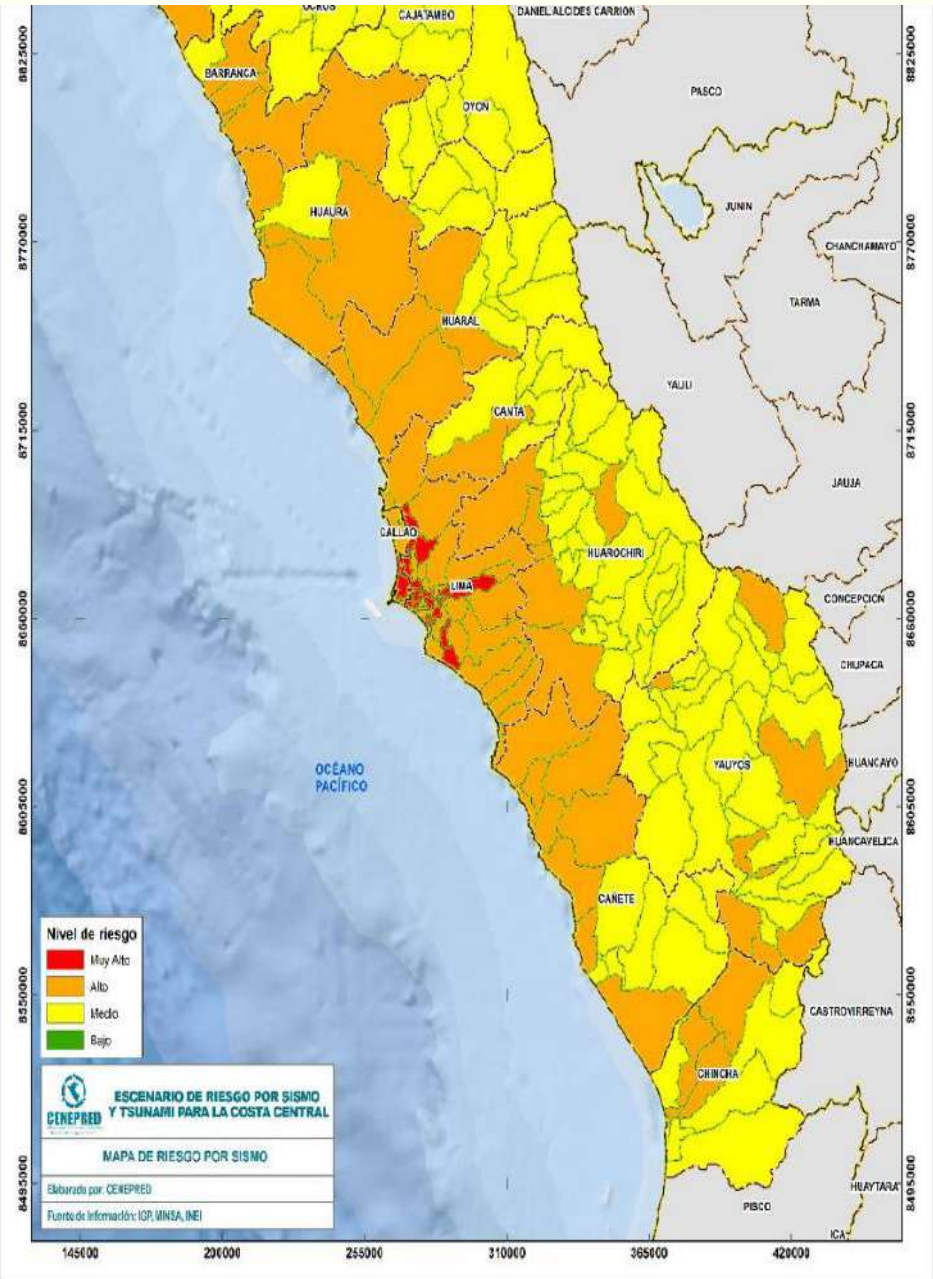 OCROS
CAJATAMBO
DANIEL ALCIDES CARRION
8825000
8825000
BARRANCA
PASCO
OYON
JUNIN
HUAURA
8770000
8770000
CHANCHAMAYO
TARMA
HUARAL
YAULI
CANTA
8715000
8715000
JAUJA
CALLAO
HUAROCHIRI
LIMA
CONCEPCION
8660000
8660000
CHUPACA
OCÉANO
PACÍFICO
YAUYOS
HUANCAYO
8605000
8605000
HUANCAVELICA
CAÑETE
Nivel de riesgo
Muy Alto
Alto
Medio
Bajo
8550000
8550000
CASTROVIRREYNA
CHINCHA
CENEPRED
ESCENARIO DE RIESGO POR SISMO
Y TSUNAMI PARA LA COSTA CENTRAL
MAPA DE RIESGO POR SISMO
Elaborado por: CENEPRED
Fuente de Información: IGP, MINSA, INEI
8495000
8495000
HUAYTARÁ
PISCO
ICA
145000
200000
255000
310000
365000
420000